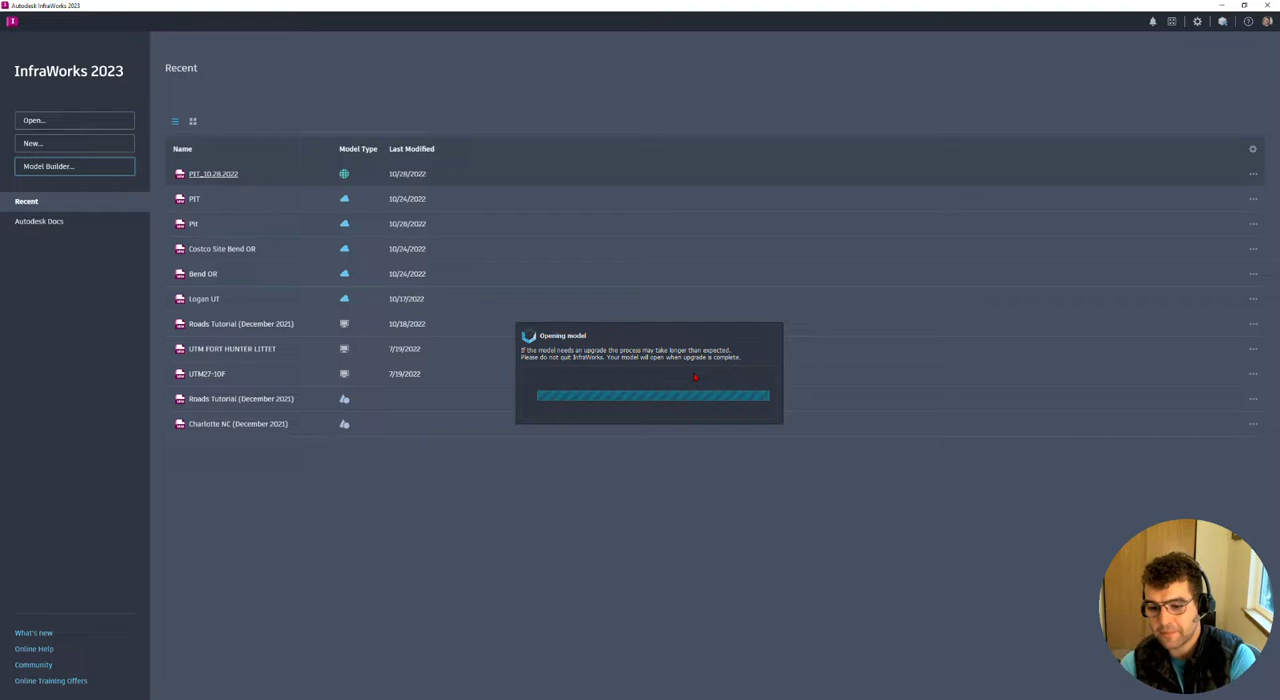 Autodesk InfraWorks 2023
I
InfraWorks 2023
Open...
New...
Model Builder...
Recent
Autodesk Docs
What's new
Online Help
Community
Online Training Offers
Recent
Name Model Type Last Modified
PIT_10.28.2022 10/28/2022
PIT 10/24/2022
Pit 10/28/2022
Costco Site Bend OR 10/24/2022
Bend OR 10/24/2022
Logan UT 10/17/2022
Roads Tutorial (December 2021) 10/18/2022
UTM FORT HUNTER LITTET 7/19/2022
UTM27-10F 7/19/2022
Roads Tutorial (December 2021)
Charlotte NC (December 2021)
Opening model
If the model needs an upgrade the process may take longer than expected.
Please do not quit InfraWorks. Your model will open when upgrade is complete.